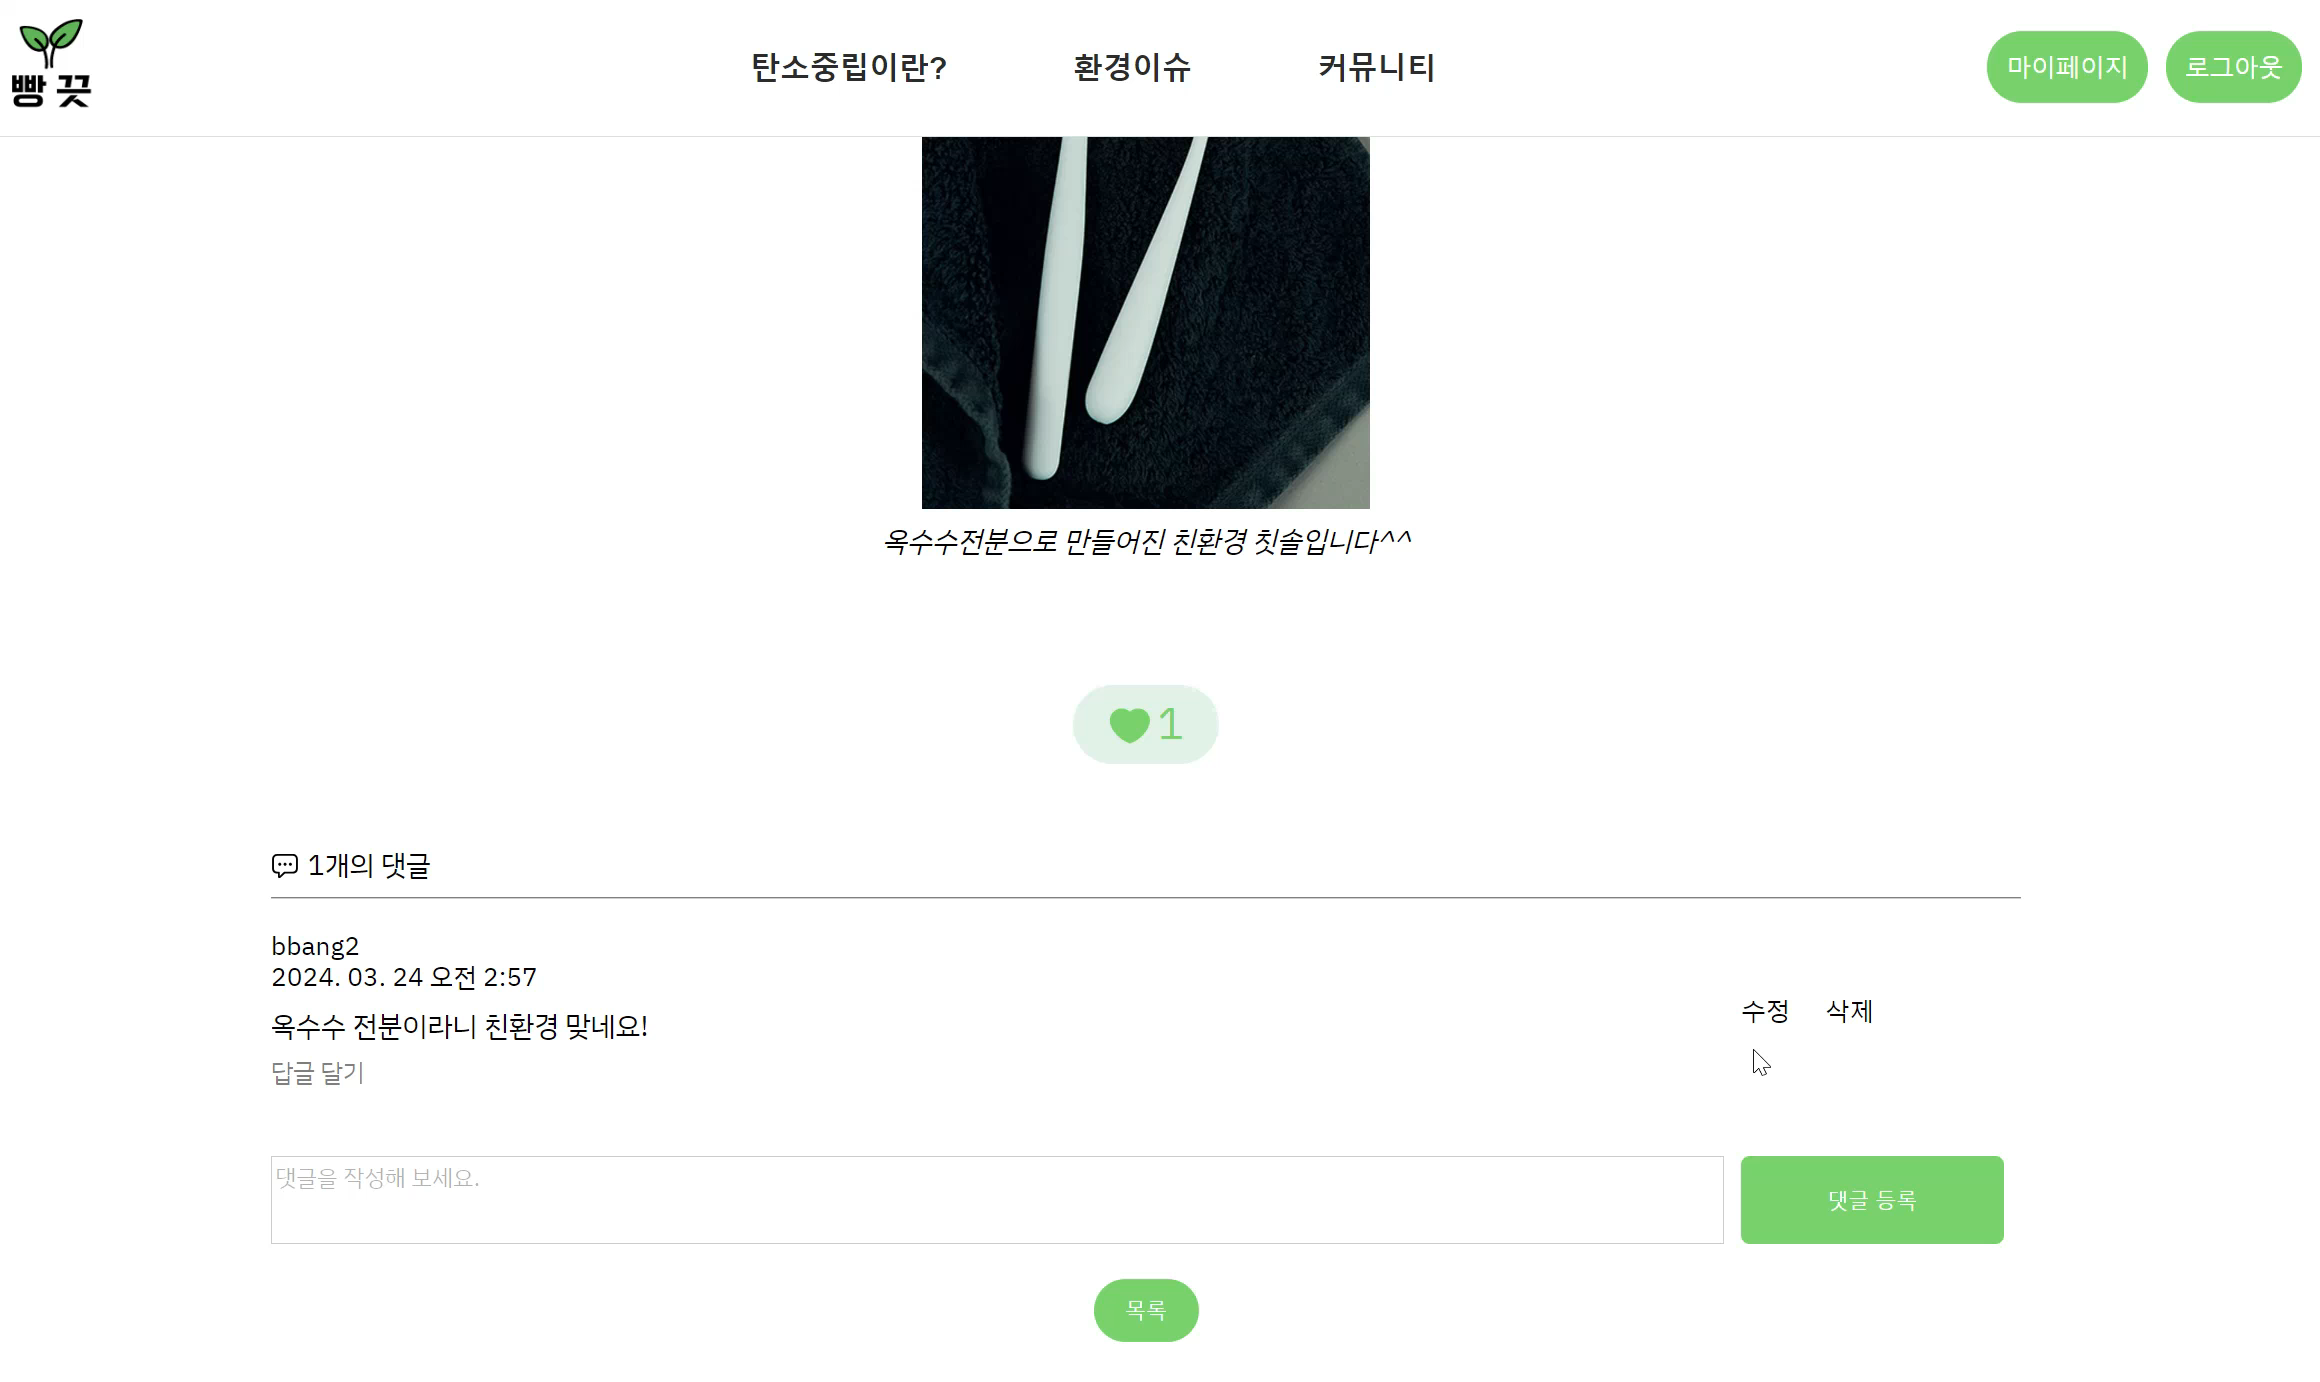 빵 끗
탄소중립이란?
환경이슈
커뮤니티
마이페이지
로그아웃
옥수수전분으로 만들어진 친환경 칫솔입니다^^
1
1개의 댓글
bbang2
2024. 03. 24 오전 2:57
옥수수 전분이라니 친환경 맞네요!
수정
삭제
답글 달기
댓글을 작성해 보세요.
댓글 등록
목록